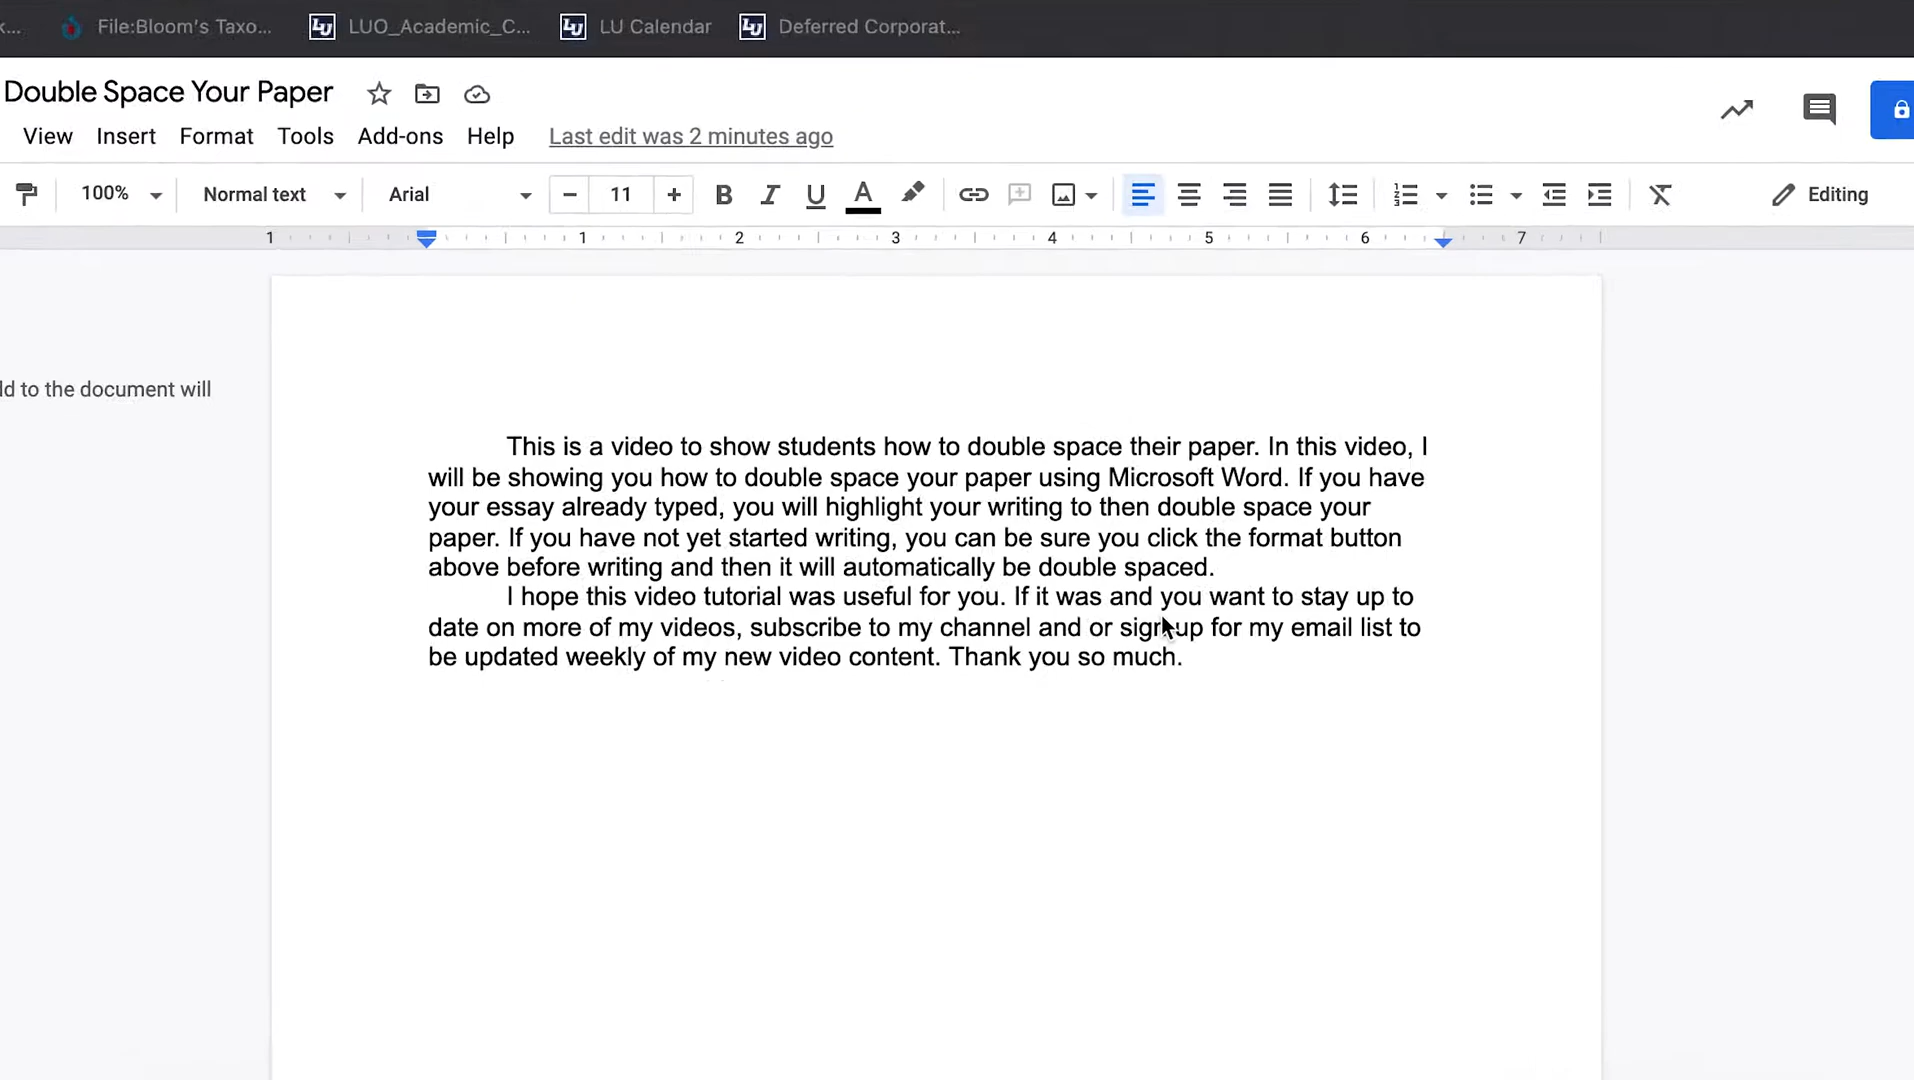 k...
File:Bloom's Taxo...
LUO_Academic_C...
LU Calendar
Deferred Corporat...
Double Space Your Paper
View Insert Format Tools Add-ons Help Last edit was 2 minutes ago
100% Normal text Arial 11 B I U A Editing
1 1 2 3 4 5 6 7
ld to the document will
This is a video to show students how to double space their paper. In this video, I
will be showing you how to double space your paper using Microsoft Word. If you have
your essay already typed, you will highlight your writing to then double space your
paper. If you have not yet started writing, you can be sure you click the format button
above before writing and then it will automatically be double spaced.
I hope this video tutorial was useful for you. If it was and you want to stay up to
date on more of my videos, subscribe to my channel and or sign up for my email list to
be updated weekly of my new video content. Thank you so much.